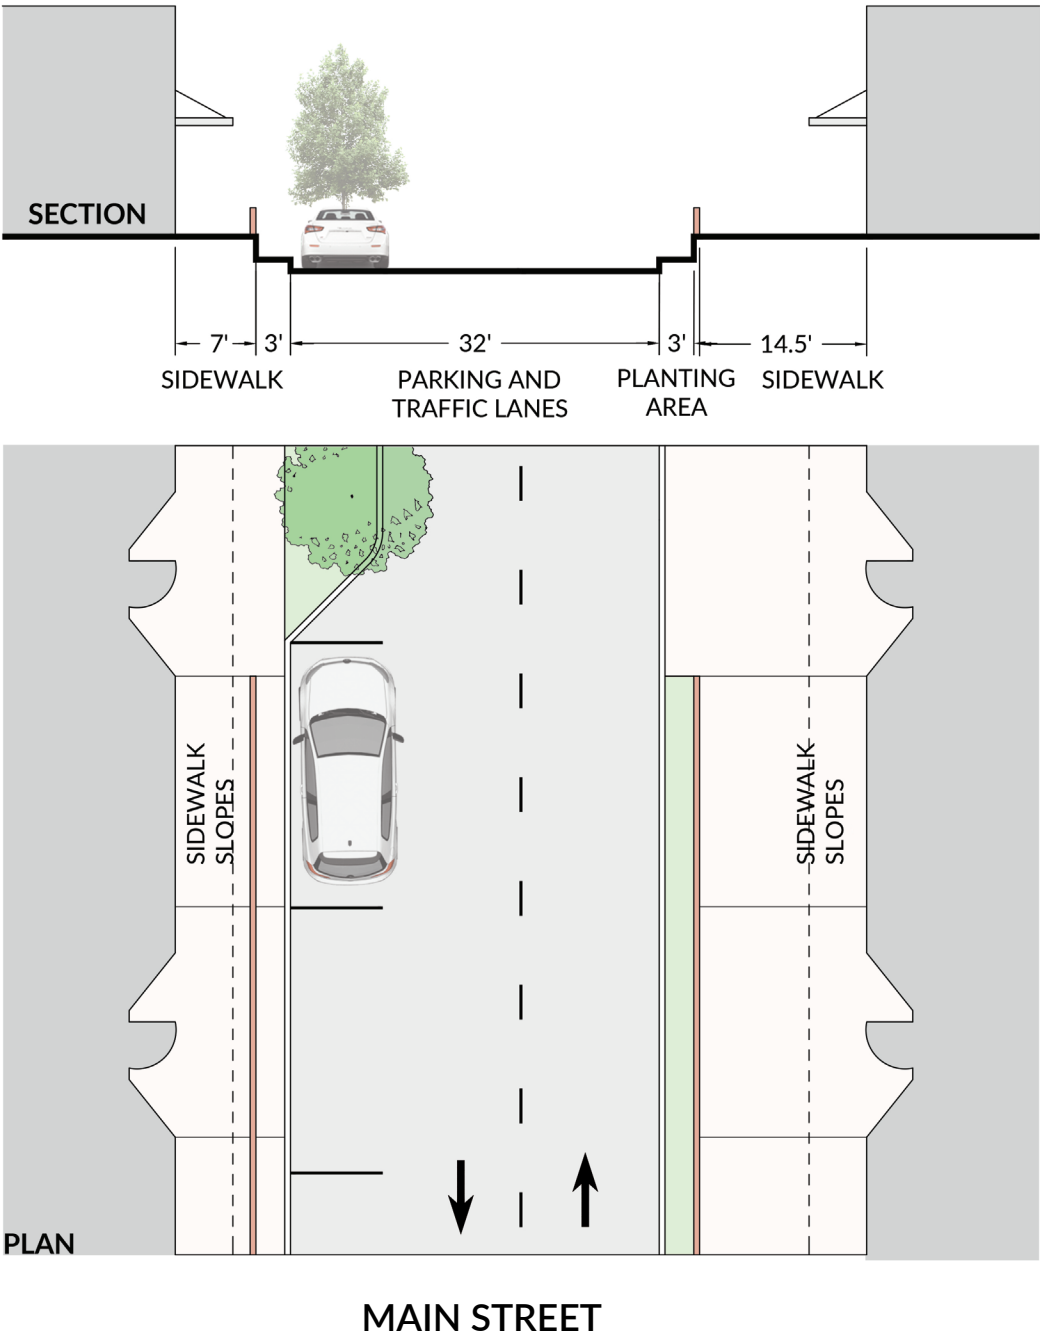 SECTION
7' 3' 32' 3' 14.5'
SIDEWALK PARKING AND PLANTING SIDEWALK
TRAFFIC LANES AREA
SIDEWALK
SLOPES
SIDEWALK
SLOPES
PLAN
MAIN STREET